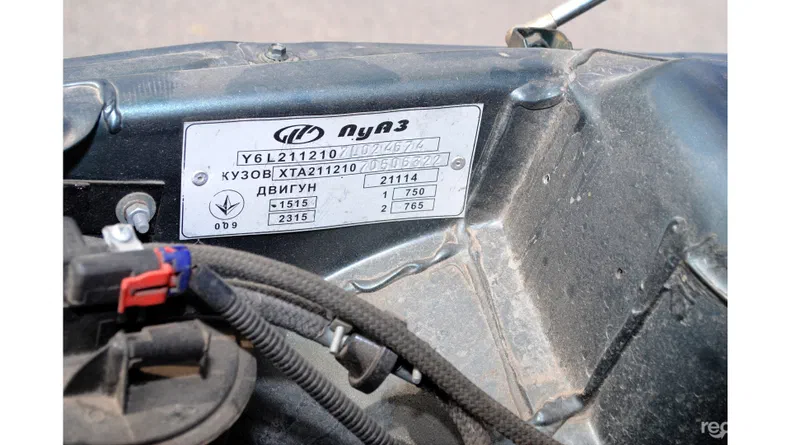 ЛуАЗ
Y6L211210
КУЗОВ XTA211210
ДВИГУН 21114
1515 1 750
2315 2 765
009